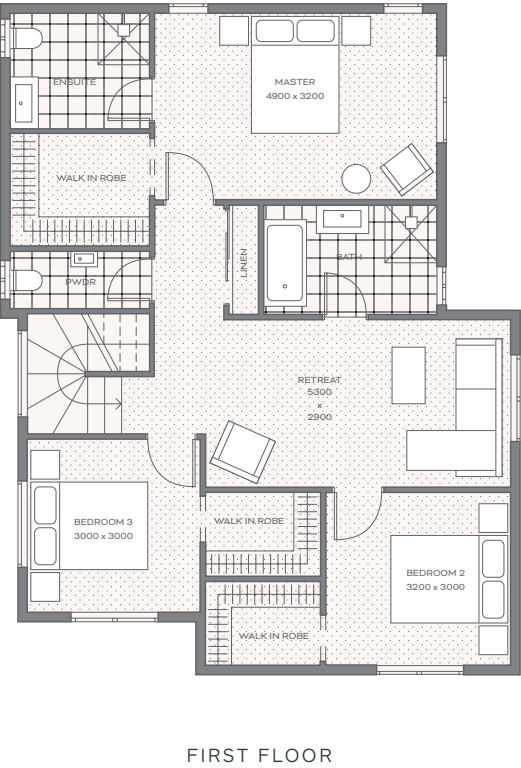 ENSUITE
MASTER
4900 x 3200
WALK IN ROBE
PWDR
LINEN
BATH
RETREAT
5300
x
2900
BEDROOM 3
3000 x 3000
WALK IN ROBE
BEDROOM 2
3200 x 3000
WALK IN ROBE
FIRST FLOOR